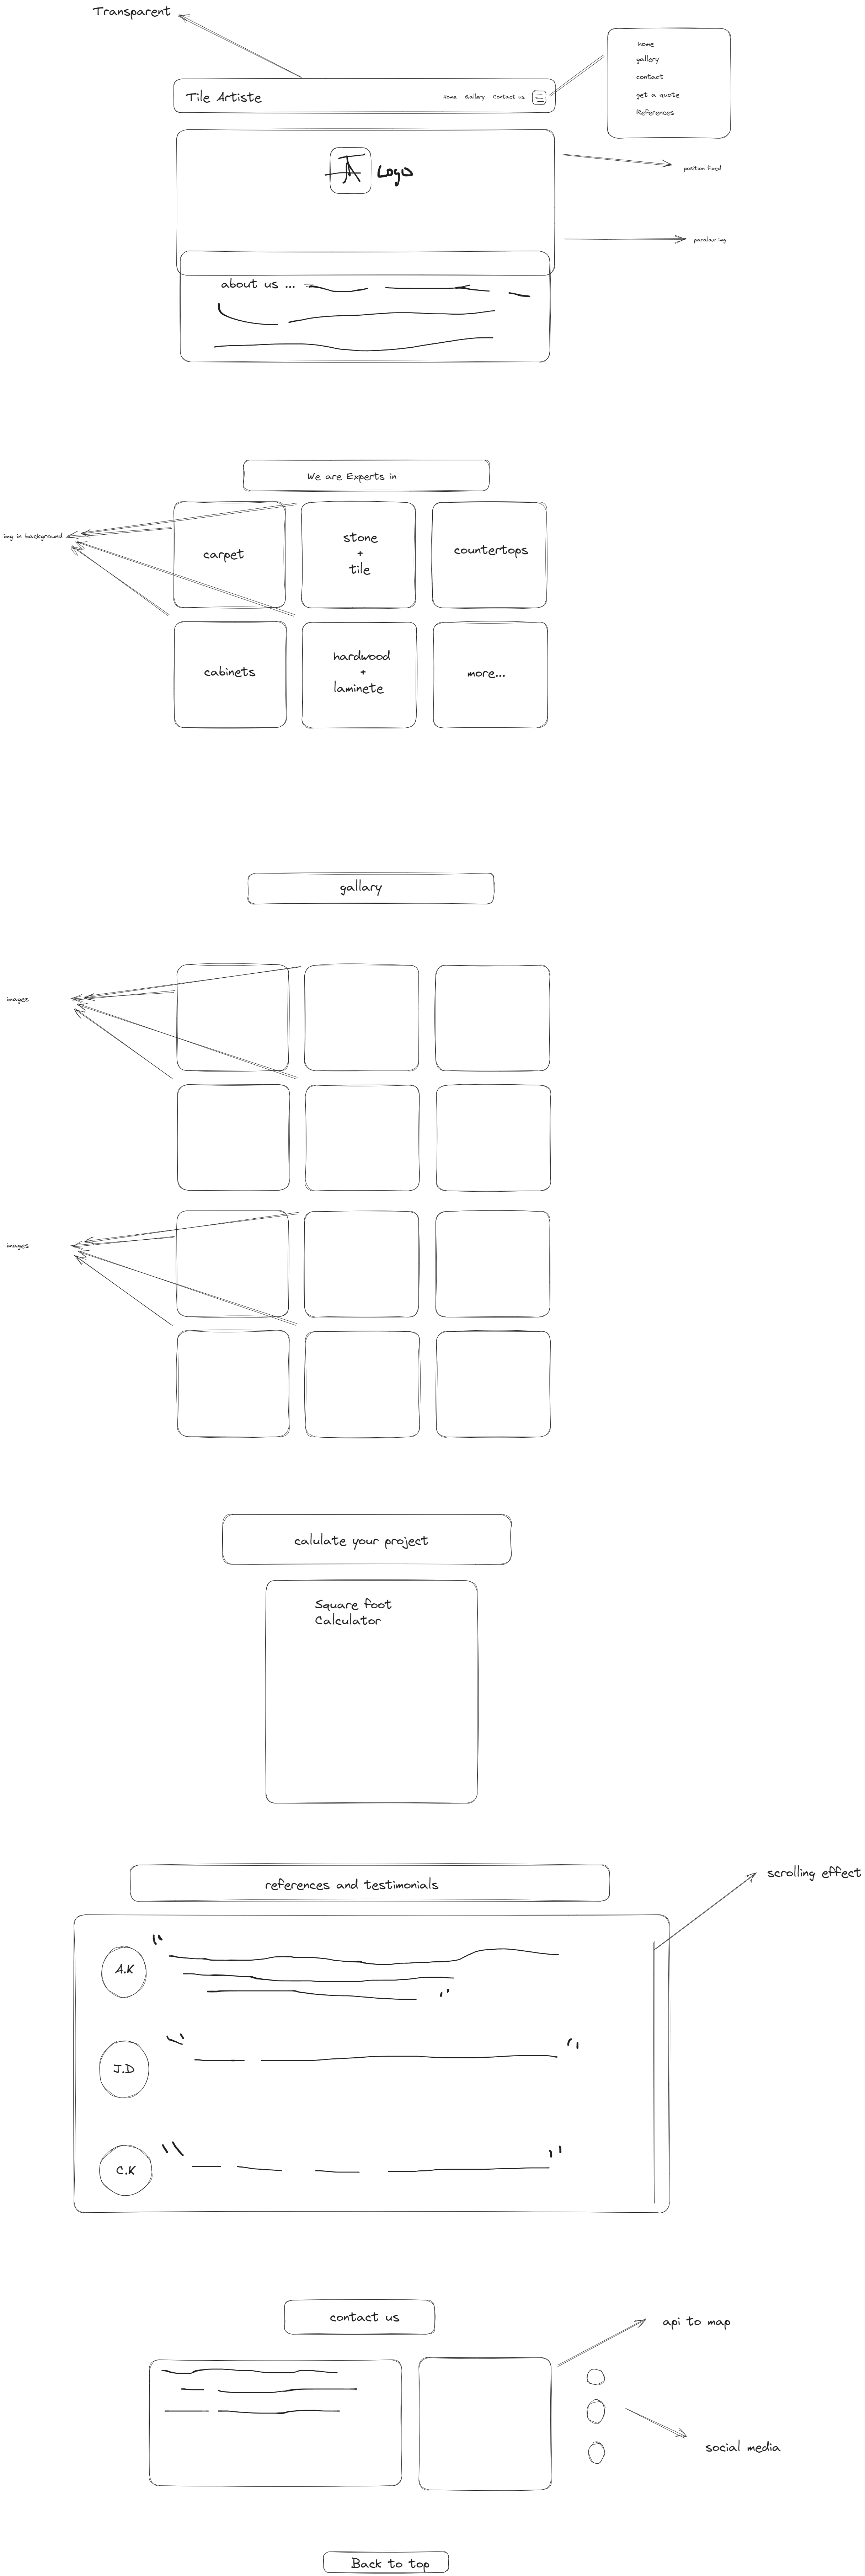 Transparent
Tile Artiste
Home Gallery Contact us
home
gallery
contact
get a quote
References
Logo
position fixed
paralax img
about us ...
We are Experts in
img in background
carpet
stone
+
tile
countertops
cabinets
hardwood
+
laminete
more...
gallary
images
images
calulate your project
Square foot
Calculator
references and testimonials
scrolling effect
A.K
J.D
C.K
contact us
api to map
social media
Back to top